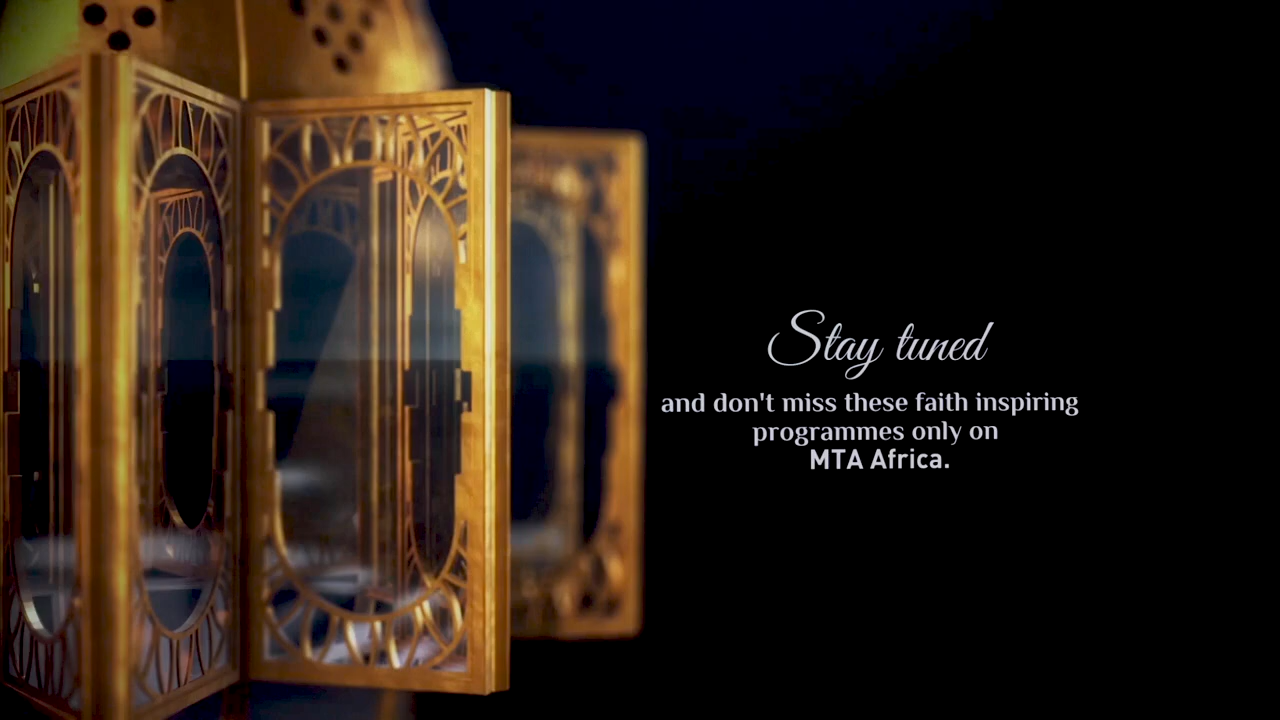 Stay tuned
and don't miss these faith inspiring
programmes only on
MTA Africa.